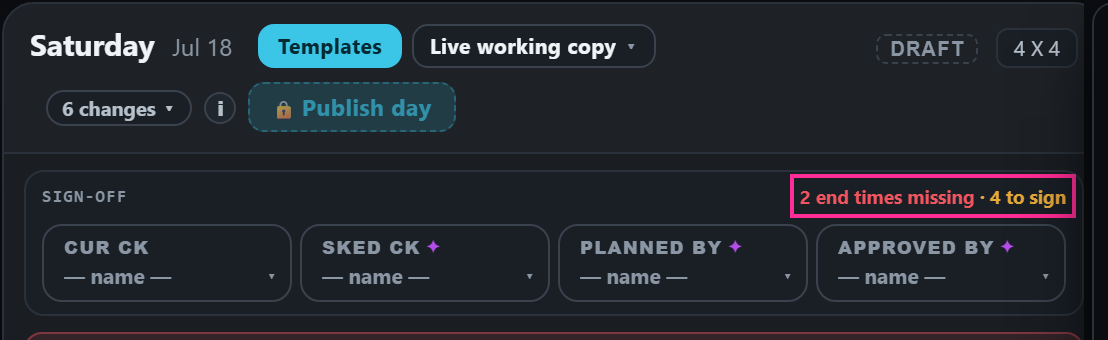 Saturday Jul 18 Templates Live working copy ▾ DRAFT 4 X 4
6 changes ▾ i 🔒 Publish day
SIGN-OFF 2 end times missing · 4 to sign
CUR CK SKED CK ✦ PLANNED BY ✦ APPROVED BY ✦
— name — ▾ — name — ▾ — name — ▾ — name — ▾